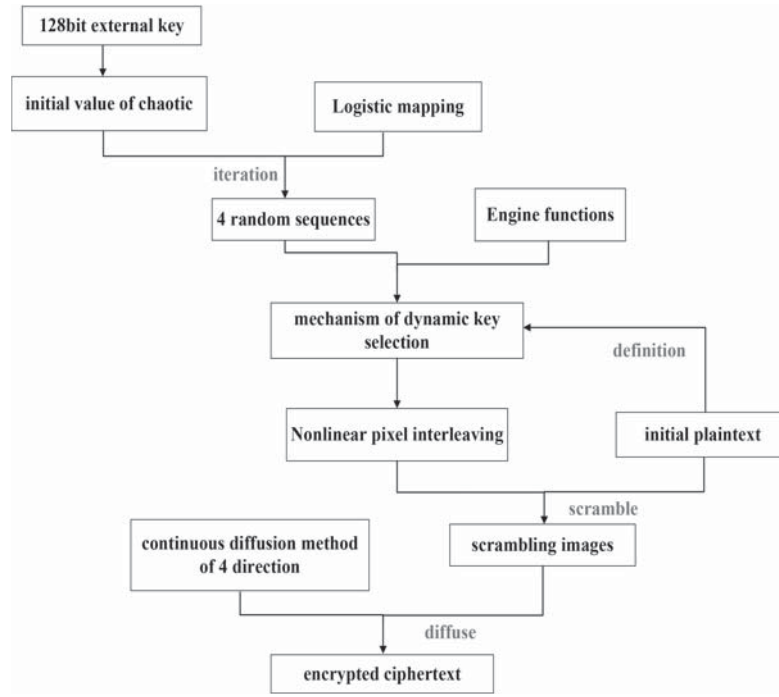 128bit external key
initial value of chaotic
Logistic mapping
iteration
4 random sequences
Engine functions
mechanism of dynamic key
selection
definition
Nonlinear pixel interleaving
initial plaintext
scramble
continuous diffusion method
of 4 direction
scrambling images
diffuse
encrypted ciphertext